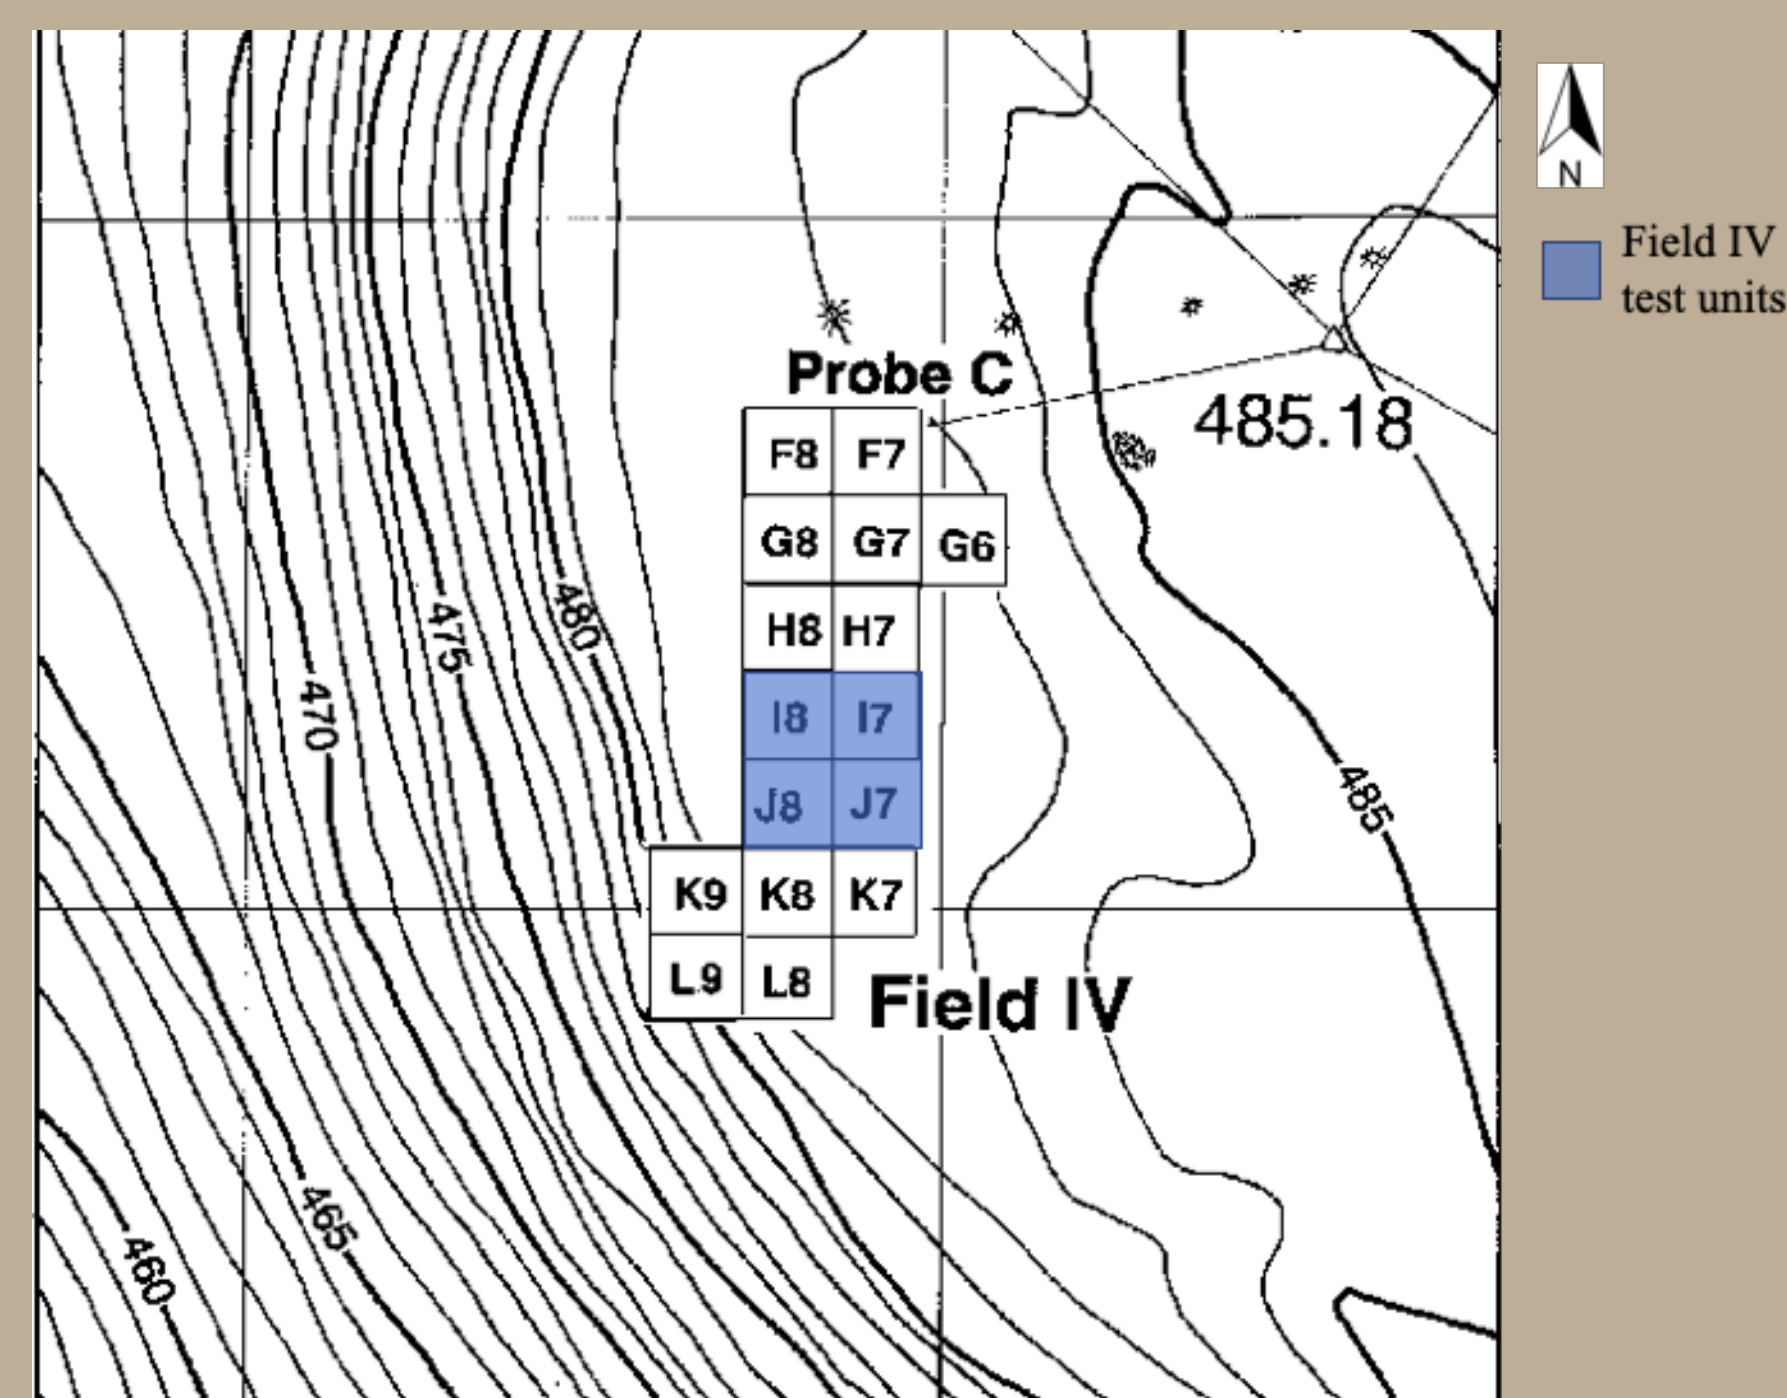 N
Field IV
test units
Probe C
485.18
F8 F7
G8 G7 G6
480
475
H8 H7
470
I8 I7
485
J8 J7
K9 K8 K7
L9 L8
Field IV
465
460